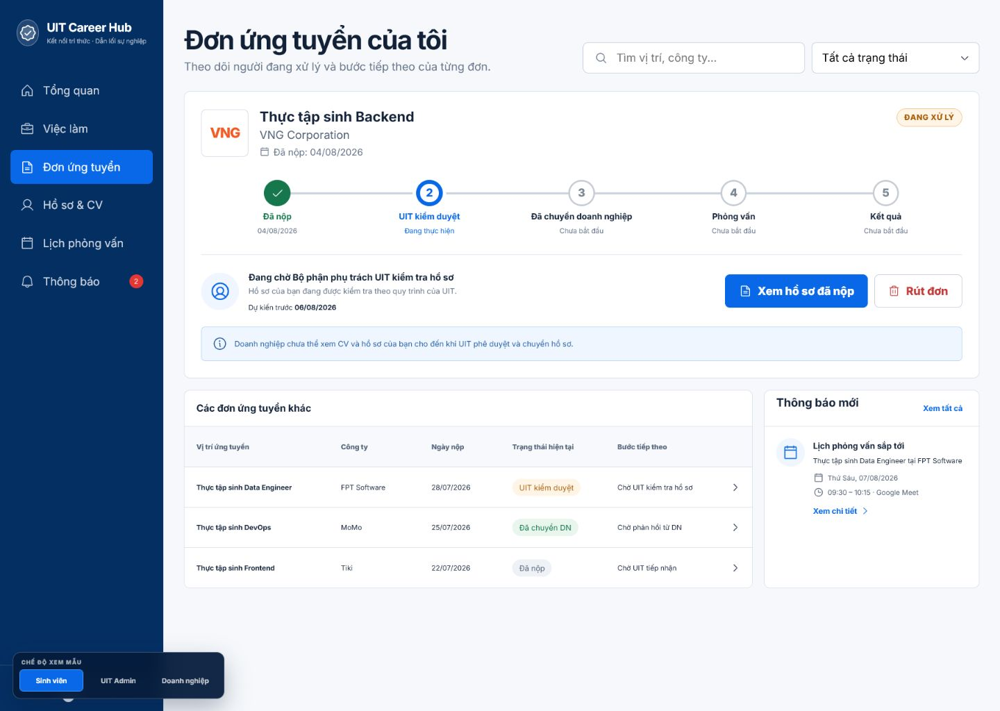 UIT Career Hub
Kết nối tri thức · Dẫn lối sự nghiệp
Tổng quan
Việc làm
Đơn ứng tuyển
Hồ sơ & CV
Lịch phỏng vấn
Thông báo
2
CHẾ ĐỘ XEM MẪU
Sinh viên
UIT Admin
Doanh nghiệp
Đơn ứng tuyển của tôi
Theo dõi người đang xử lý và bước tiếp theo của từng đơn.
Tìm vị trí, công ty...
Tất cả trạng thái
VNG
Thực tập sinh Backend
VNG Corporation
Đã nộp: 04/08/2026
ĐANG XỬ LÝ
2
3
4
5
Đã nộp
UIT kiểm duyệt
Đã chuyển doanh nghiệp
Phỏng vấn
Kết quả
04/08/2026
Đang thực hiện
Chưa bắt đầu
Chưa bắt đầu
Chưa bắt đầu
Đang chờ Bộ phận phụ trách UIT kiểm tra hồ sơ
Hồ sơ của bạn đang được kiểm tra theo quy trình của UIT.
Dự kiến trước 06/08/2026
Xem hồ sơ đã nộp
Rút đơn
Doanh nghiệp chưa thể xem CV và hồ sơ của bạn cho đến khi UIT phê duyệt và chuyển hồ sơ.
Các đơn ứng tuyển khác
Vị trí ứng tuyển
Công ty
Ngày nộp
Trạng thái hiện tại
Bước tiếp theo
Thực tập sinh Data Engineer
FPT Software
28/07/2026
UIT kiểm duyệt
Chờ UIT kiểm tra hồ sơ
Thực tập sinh DevOps
MoMo
25/07/2026
Đã chuyển DN
Chờ phản hồi từ DN
Thực tập sinh Frontend
Tiki
22/07/2026
Đã nộp
Chờ UIT tiếp nhận
Thông báo mới
Xem tất cả
Lịch phỏng vấn sắp tới
Thực tập sinh Data Engineer tại FPT Software
Thứ Sáu, 07/08/2026
09:30 – 10:15 · Google Meet
Xem chi tiết